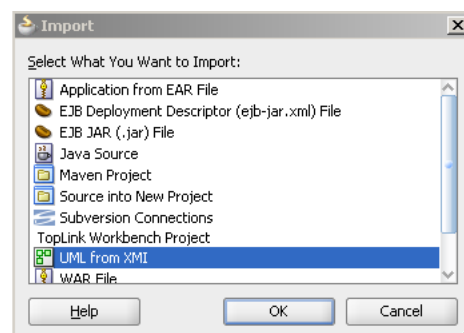 Import
Select What You Want to Import:
Application from EAR File
EJB Deployment Descriptor (ejb-jar.xml) File
EJB JAR (.jar) File
Java Source
Maven Project
Source into New Project
Subversion Connections
TopLink Workbench Project
UML from XMI
WAR File
Help OK Cancel